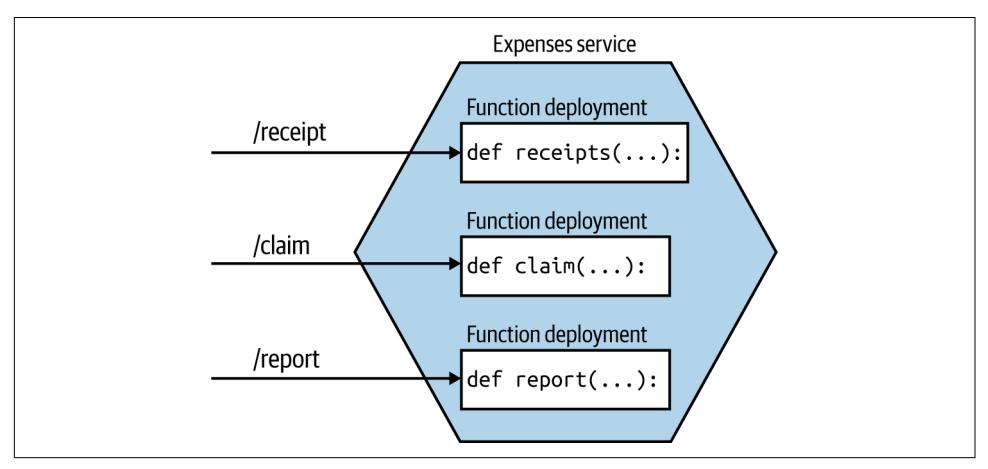 Expenses service
Function deployment
/receipt
def receipts(...):
Function deployment
/claim
def claim(...):
Function deployment
/report
def report(...):